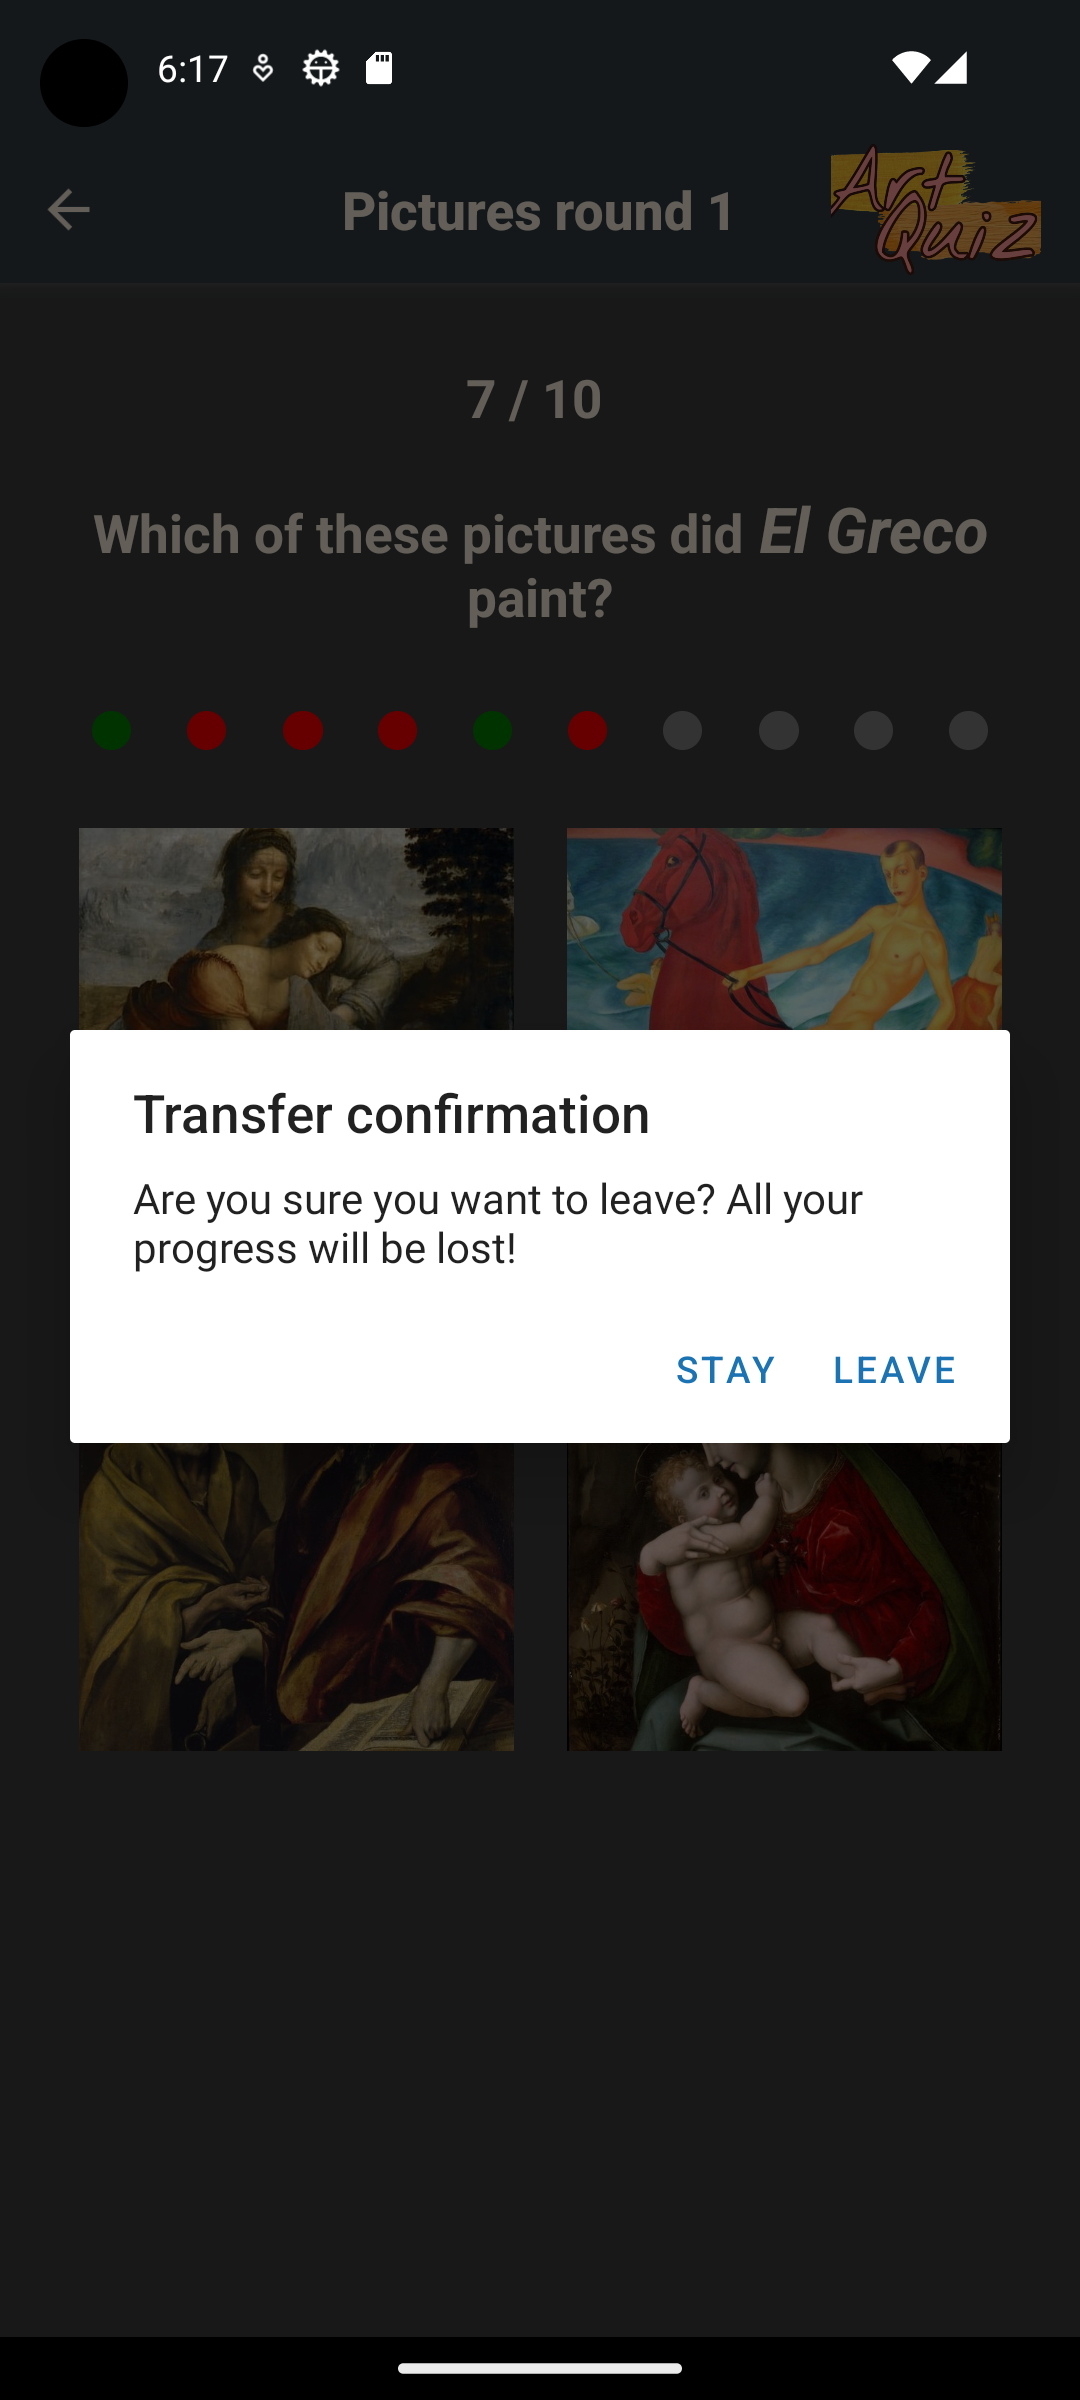 6:17
Pictures round 1
Art
Quiz
7 / 10
Which of these pictures did El Greco
paint?
Transfer confirmation
Are you sure you want to leave? All your
progress will be lost!
STAY LEAVE